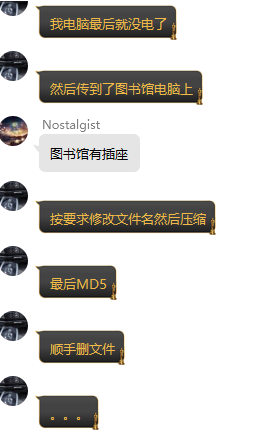 我电脑最后就没电了
然后传到了图书馆电脑上
Nostalgist
图书馆有插座
按要求修改文件名然后压缩
最后MD5
顺手删文件
。。。